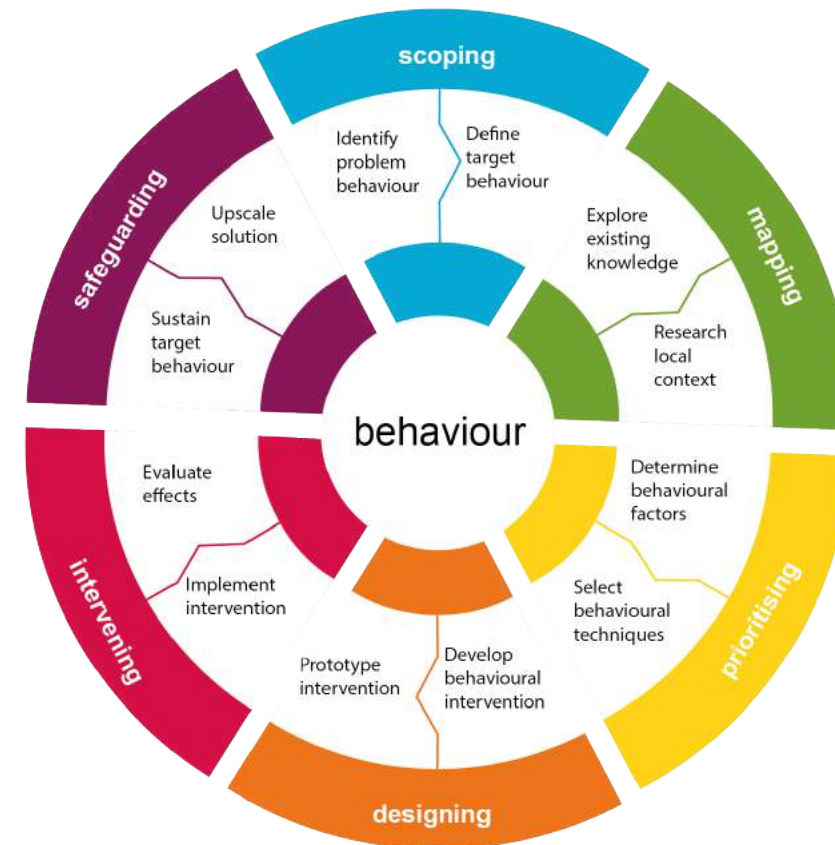 scoping
Identify
problem
behaviour
Define
target
behaviour
mapping
Explore
existing
knowledge
Research
local
context
prioritising
Determine
behavioural
factors
Select
behavioural
techniques
designing
Develop
behavioural
intervention
Prototype
intervention
intervening
Implement
intervention
Evaluate
effects
safeguarding
Sustain
target
behaviour
Upscale
solution
behaviour